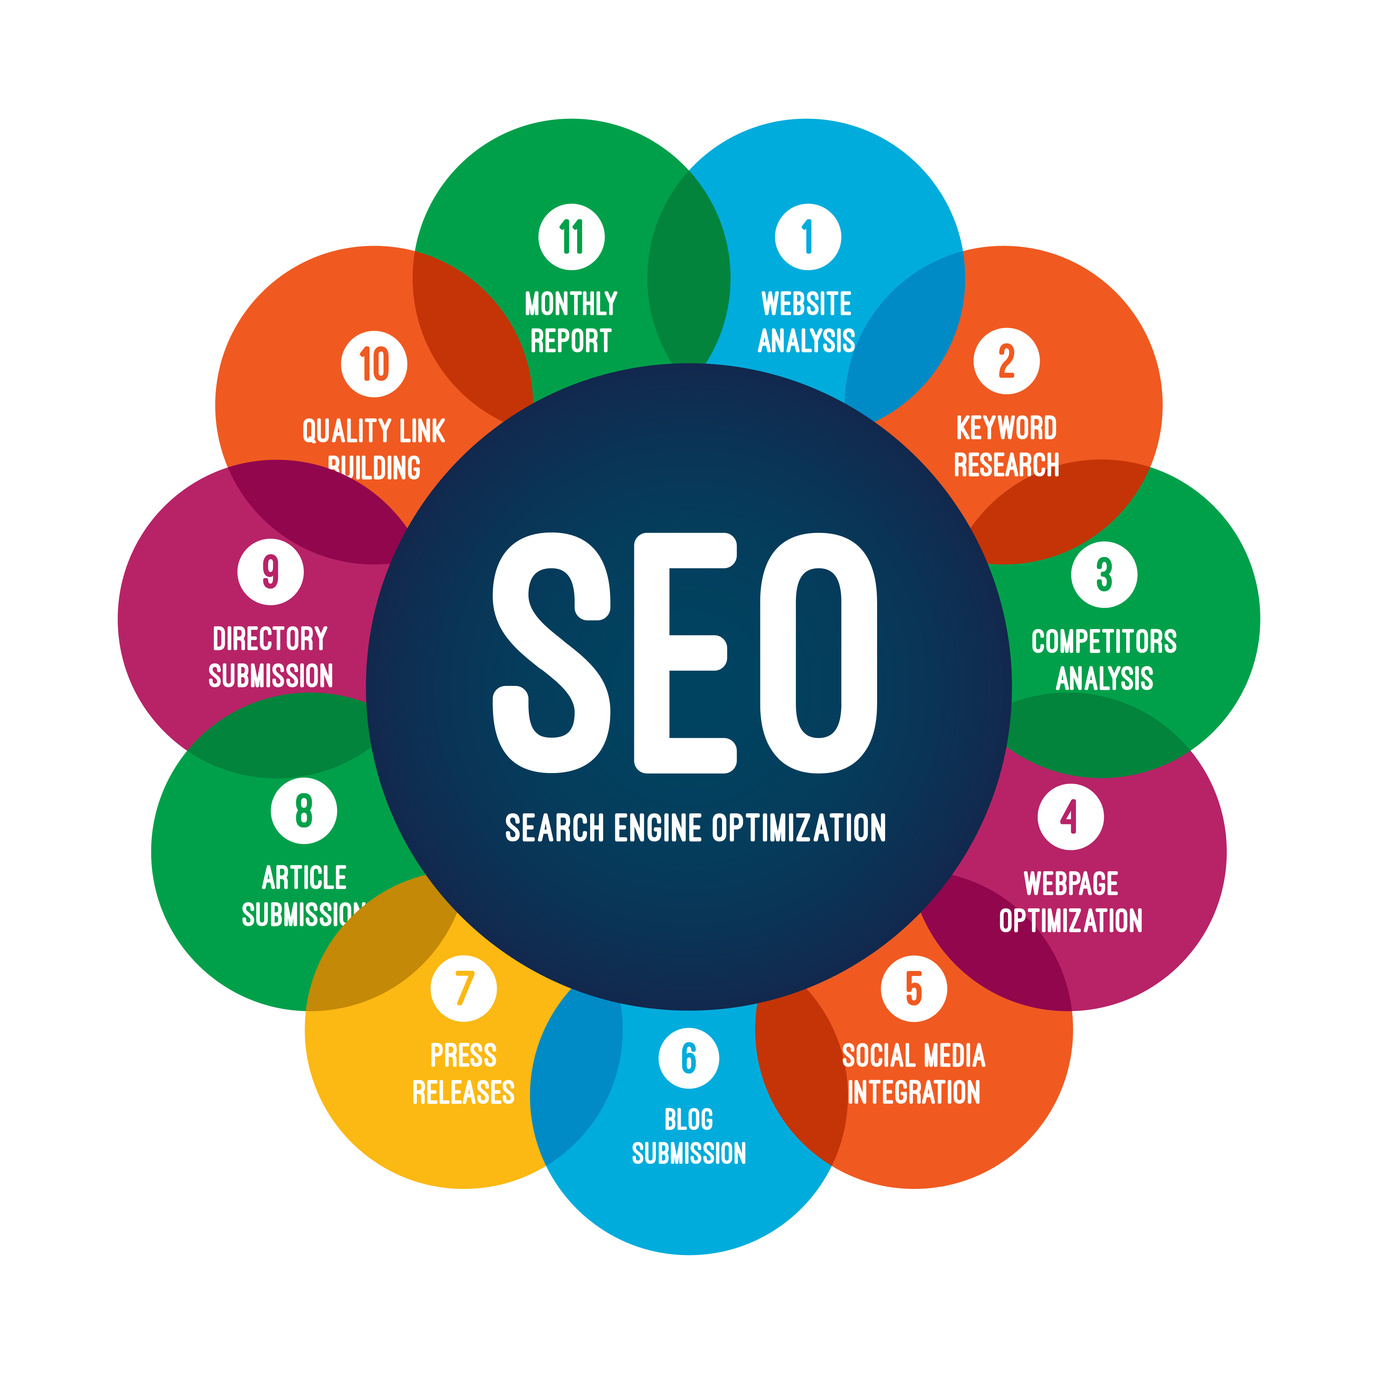 SEO
SEARCH ENGINE OPTIMIZATION
1
WEBSITE
ANALYSIS
2
KEYWORD
RESEARCH
3
COMPETITORS
ANALYSIS
4
WEBPAGE
OPTIMIZATION
5
SOCIAL MEDIA
INTEGRATION
6
BLOG
SUBMISSION
7
PRESS
RELEASES
8
ARTICLE
SUBMISSION
9
DIRECTORY
SUBMISSION
10
QUALITY LINK
BUILDING
11
MONTHLY
REPORT